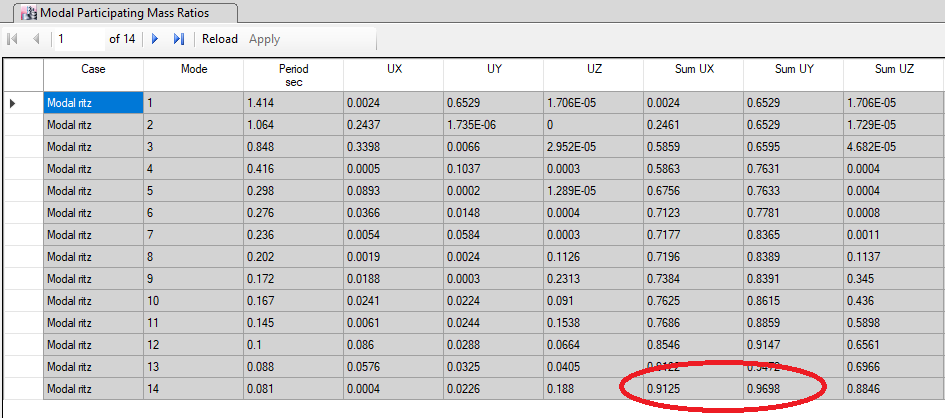 Modal Participating Mass Ratios
1 of 14 Reload Apply
Case Mode Period sec UX UY UZ Sum UX Sum UY Sum UZ
Modal ritz 1 1.414 0.0024 0.6529 1.706E-05 0.0024 0.6529 1.706E-05
Modal ritz 2 1.064 0.2437 1.735E-06 0 0.2461 0.6529 1.729E-05
Modal ritz 3 0.848 0.3398 0.0066 2.952E-05 0.5859 0.6595 4.682E-05
Modal ritz 4 0.416 0.0005 0.1037 0.0003 0.5863 0.7631 0.0004
Modal ritz 5 0.298 0.0893 0.0002 1.289E-05 0.6756 0.7633 0.0004
Modal ritz 6 0.276 0.0366 0.0148 0.0004 0.7123 0.7781 0.0008
Modal ritz 7 0.236 0.0054 0.0584 0.0003 0.7177 0.8365 0.0011
Modal ritz 8 0.202 0.0019 0.0024 0.1126 0.7196 0.8389 0.1137
Modal ritz 9 0.172 0.0188 0.0003 0.2313 0.7384 0.8391 0.345
Modal ritz 10 0.167 0.0241 0.0224 0.091 0.7625 0.8615 0.436
Modal ritz 11 0.145 0.0061 0.0244 0.1538 0.7686 0.8859 0.5898
Modal ritz 12 0.1 0.086 0.0288 0.0664 0.8546 0.9147 0.6561
Modal ritz 13 0.088 0.0576 0.0325 0.0405 0.9122 0.9472 0.6966
Modal ritz 14 0.081 0.0004 0.0226 0.188 0.9125 0.9698 0.8846